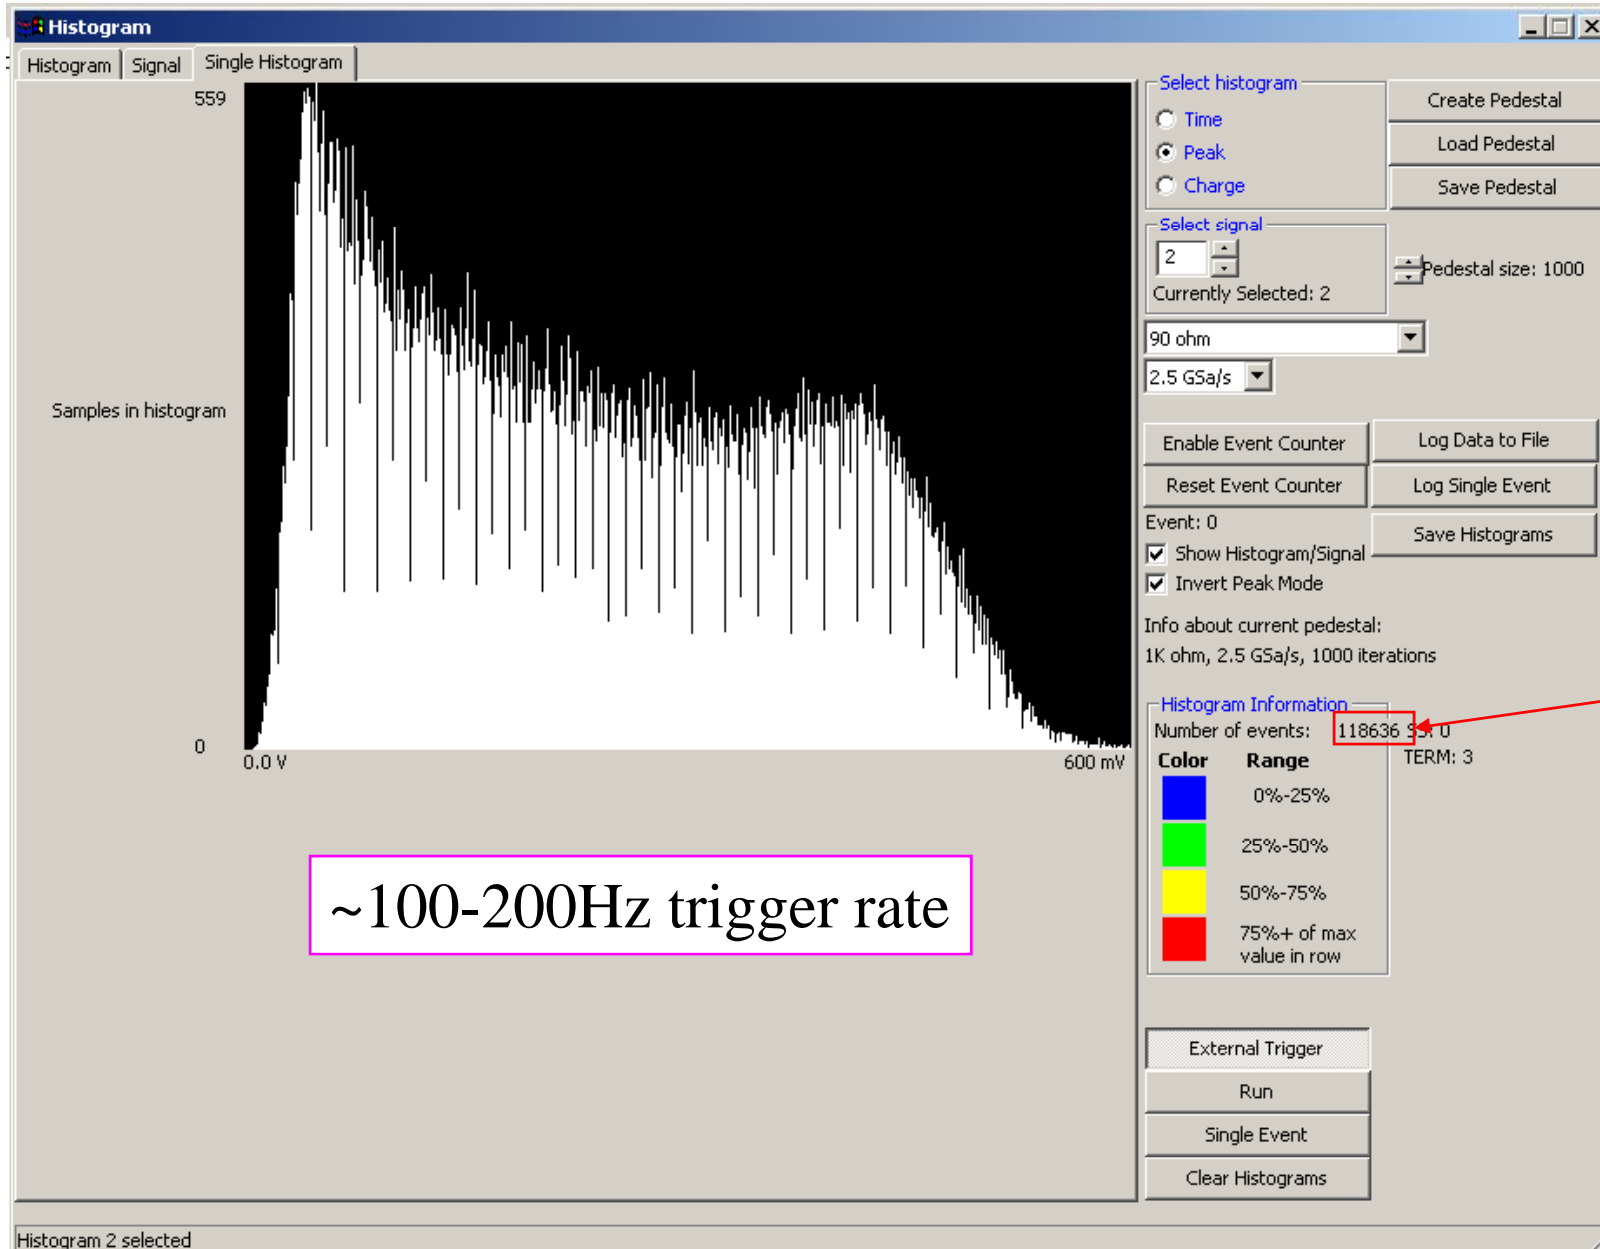 Histogram
Histogram Signal Single Histogram
559
Samples in histogram
0
0.0 V 600 mV
~100-200Hz trigger rate
Select histogram
Time
Peak
Charge
Create Pedestal
Load Pedestal
Save Pedestal
Select signal
2
Currently Selected: 2
Pedestal size: 1000
90 ohm
2.5 GSa/s
Enable Event Counter Log Data to File
Reset Event Counter Log Single Event
Event: 0
Save Histograms
Show Histogram/Signal
Invert Peak Mode
Info about current pedestal:
1K ohm, 2.5 GSa/s, 1000 iterations
Histogram Information
Number of events: 118636 SS: 0
TERM: 3
Color Range
0%-25%
25%-50%
50%-75%
75%+ of max
value in row
External Trigger
Run
Single Event
Clear Histograms
Histogram 2 selected